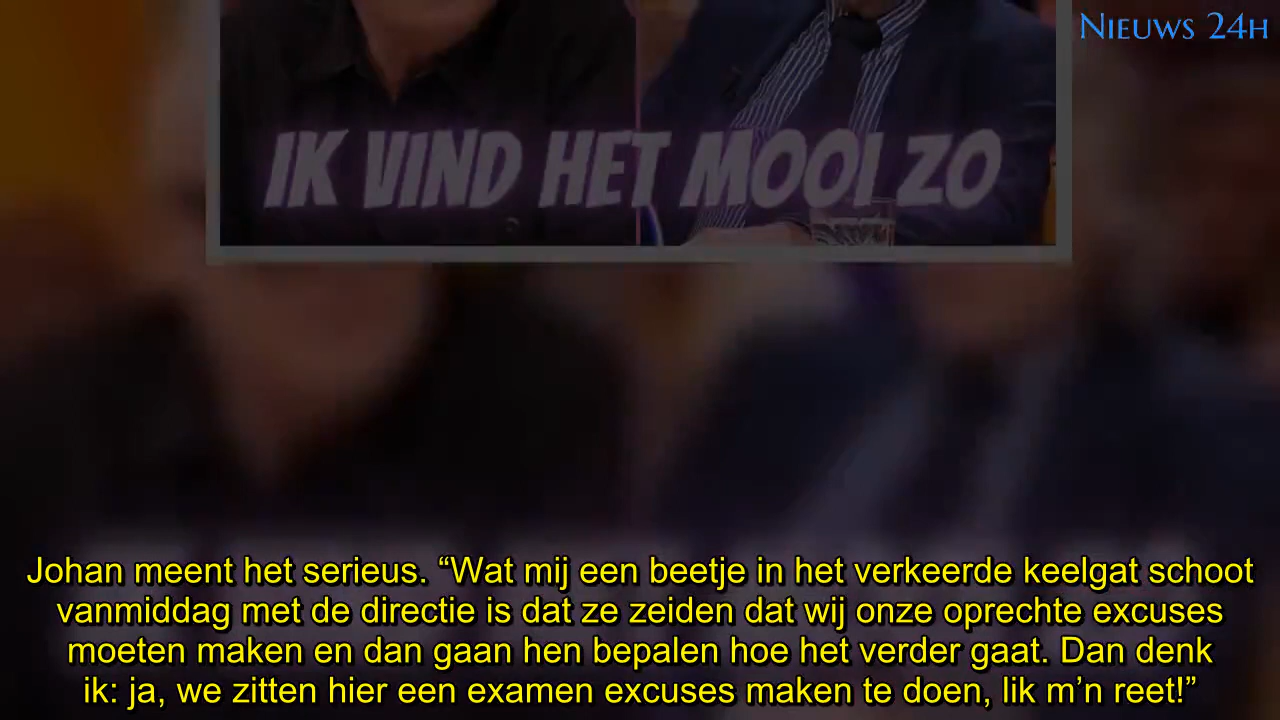 NIEUWS 24H
IK VIND HET MOOI ZO
Johan meent het serieus. “Wat mij een beetje in het verkeerde keelgat schoot
vanmiddag met de directie is dat ze zeiden dat wij onze oprechte excuses
moeten maken en dan gaan hen bepalen hoe het verder gaat. Dan denk
ik: ja, we zitten hier een examen excuses maken te doen, lik m’n reet!”